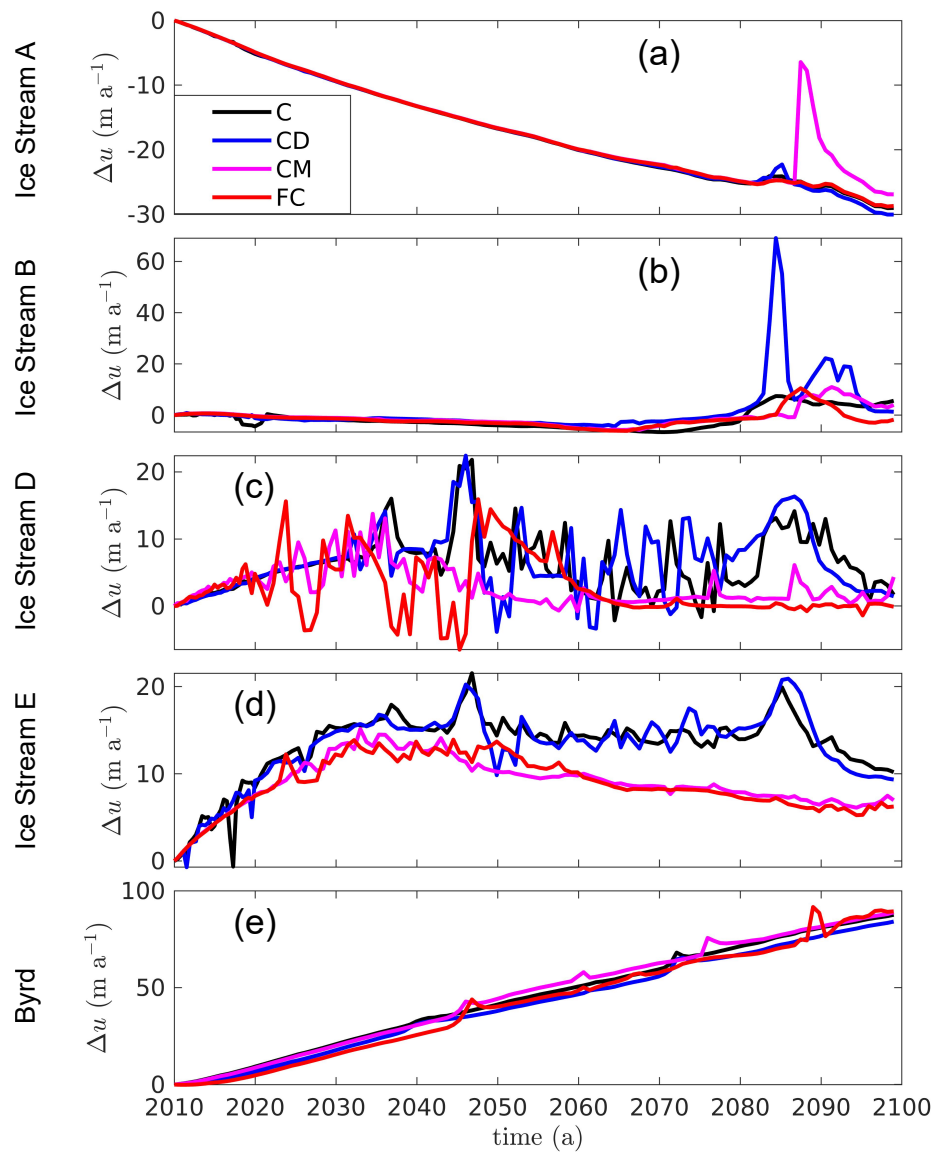 Ice Stream A
Δu (m a⁻¹)
0
-10
-20
-30
(a)
C
CD
CM
FC
Ice Stream B
Δu (m a⁻¹)
60
40
20
0
(b)
Ice Stream D
Δu (m a⁻¹)
20
10
0
(c)
Ice Stream E
Δu (m a⁻¹)
20
10
0
(d)
Byrd
Δu (m a⁻¹)
100
50
0
(e)
2010 2020 2030 2040 2050 2060 2070 2080 2090 2100
time (a)